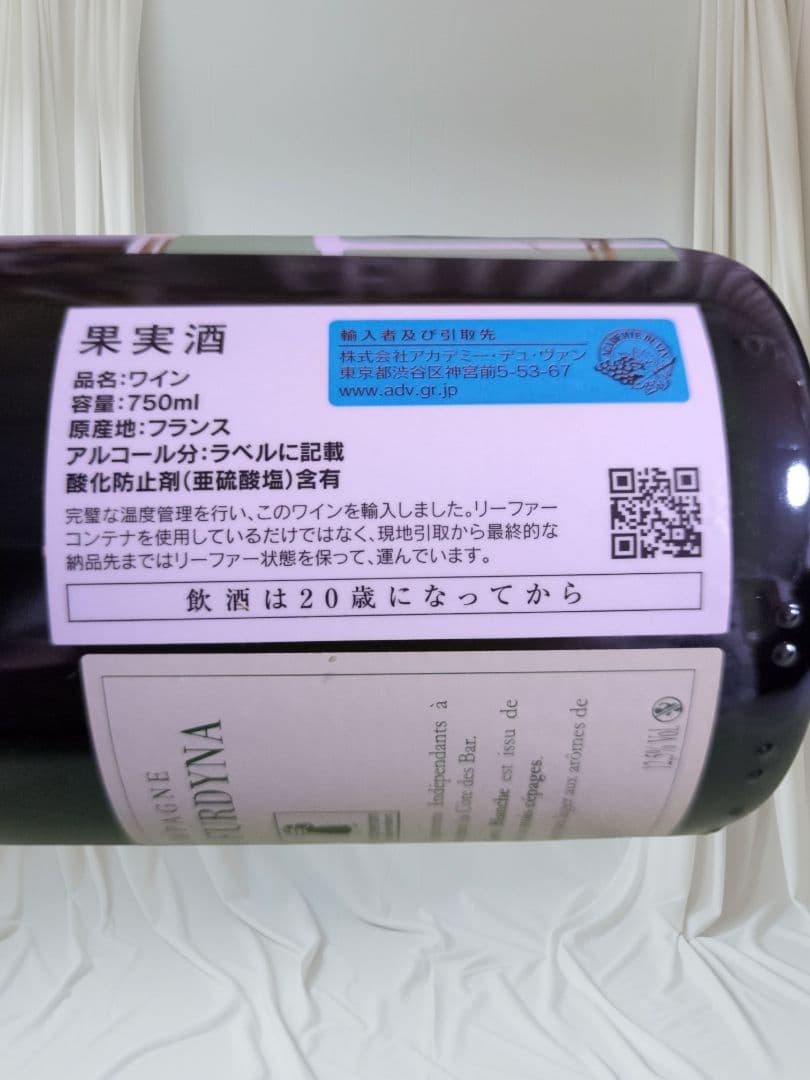 果実酒
品名:ワイン
容量:750ml
原産地:フランス
アルコール分:ラベルに記載
酸化防止剤(亜硫酸塩)含有
輸入者及び引取先
株式会社アカデミー・デュ・ヴァン
東京都渋谷区神宮前5-53-67
www.adv.gr.jp
ACADEMIE DU VIN
完璧な温度管理を行い、このワインを輸入しました。リーファー
コンテナを使用しているだけではなく、現地引取から最終的な
納品先まではリーファー状態を保って、運んでいます。
飲酒は20歳になってから
PAGNE
FURDYNA
Indépendants à
Côte des Bar.
Blanche est issu de
cépages.
aux arômes de
12,5% Vol.